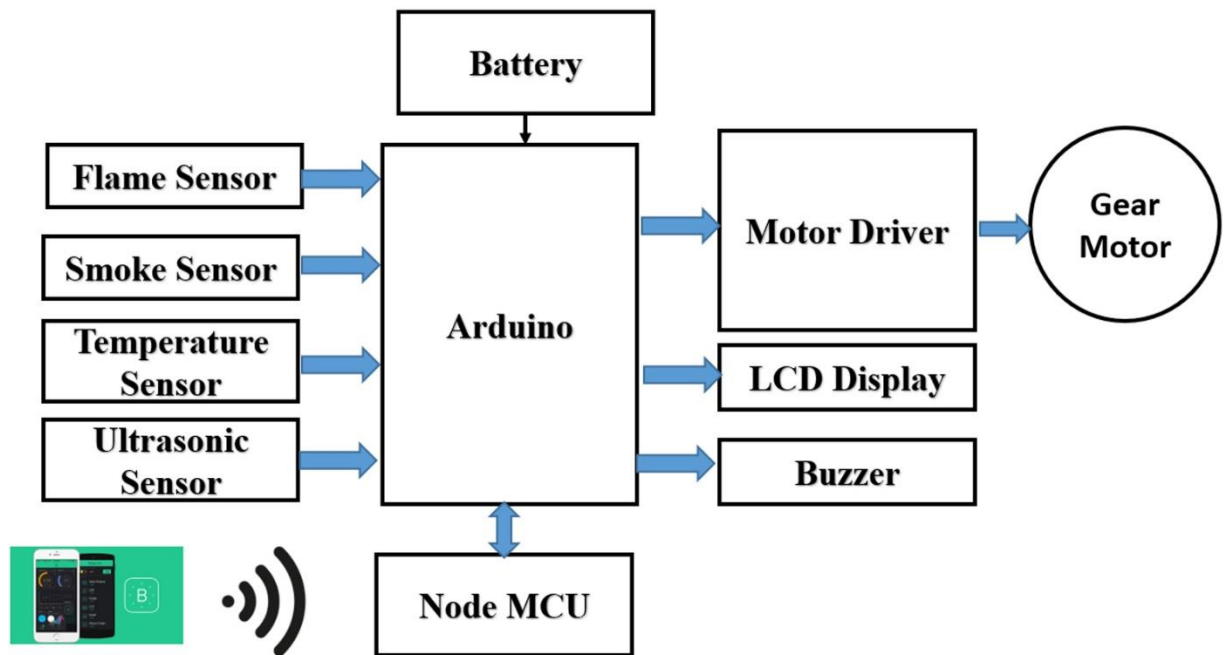 Battery
Flame Sensor
Smoke Sensor
Temperature
Sensor
Ultrasonic
Sensor
Arduino
Motor Driver
Gear
Motor
LCD Display
Buzzer
Node MCU
B